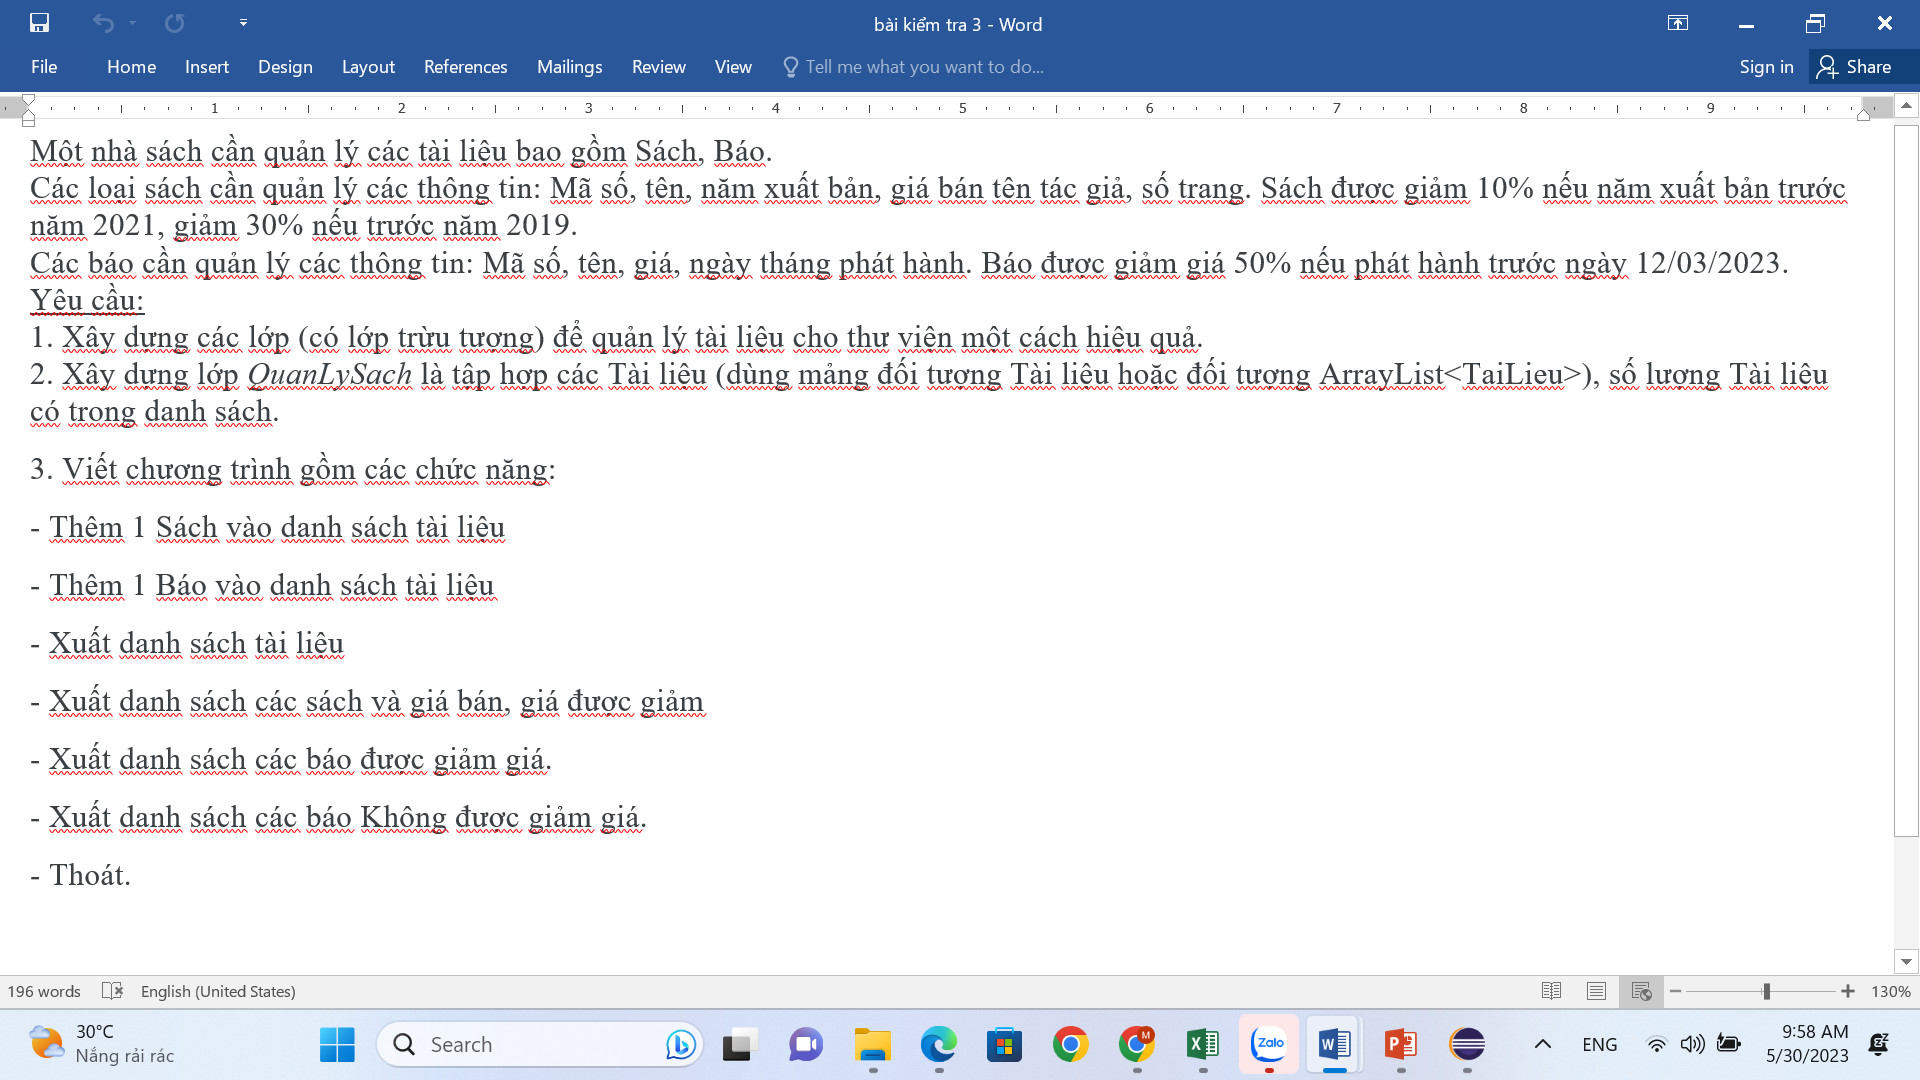 bài kiểm tra 3 - Word
File Home Insert Design Layout References Mailings Review View Tell me what you want to do... Sign in Share
1 2 3 4 5 6 7 8 9
Một nhà sách cần quản lý các tài liệu bao gồm Sách, Báo.
Các loại sách cần quản lý các thông tin: Mã số, tên, năm xuất bản, giá bán tên tác giả, số trang. Sách được giảm 10% nếu năm xuất bản trước
năm 2021, giảm 30% nếu trước năm 2019.
Các báo cần quản lý các thông tin: Mã số, tên, giá, ngày tháng phát hành. Báo được giảm giá 50% nếu phát hành trước ngày 12/03/2023.
Yêu cầu:
1. Xây dựng các lớp (có lớp trừu tượng) để quản lý tài liệu cho thư viện một cách hiệu quả.
2. Xây dựng lớp QuanLySach là tập hợp các Tài liệu (dùng mảng đối tượng Tài liệu hoặc đối tượng ArrayList<TaiLieu>), số lượng Tài liệu
có trong danh sách.
3. Viết chương trình gồm các chức năng:
- Thêm 1 Sách vào danh sách tài liệu
- Thêm 1 Báo vào danh sách tài liệu
- Xuất danh sách tài liệu
- Xuất danh sách các sách và giá bán, giá được giảm
- Xuất danh sách các báo được giảm giá.
- Xuất danh sách các báo Không được giảm giá.
- Thoát.
196 words English (United States) 130%
30°C
Nắng rải rác
Search
M
Zalo
ENG
9:58 AM
5/30/2023